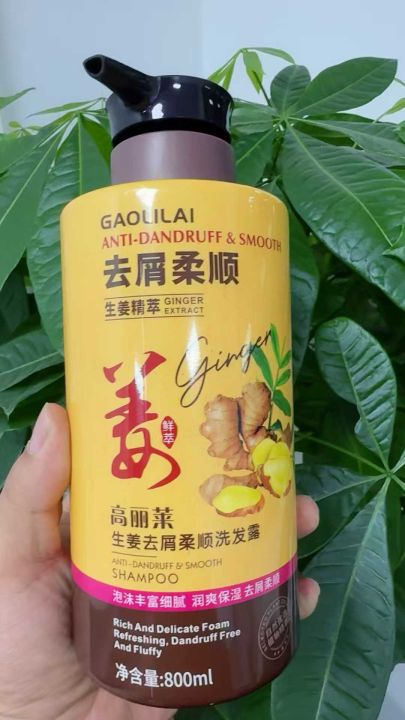 GAOLILAI
ANTI-DANDRUFF & SMOOTH
去屑柔顺
生姜精萃 GINGER EXTRACT
Ginger
姜
鲜萃
高丽莱
生姜去屑柔顺洗发露
ANTI-DANDRUFF & SMOOTH
SHAMPOO
泡沫丰富细腻 润爽保湿 去屑柔顺
Rich And Delicate Foam
Refreshing, Dandruff Free
And Fluffy
净含量:800ml